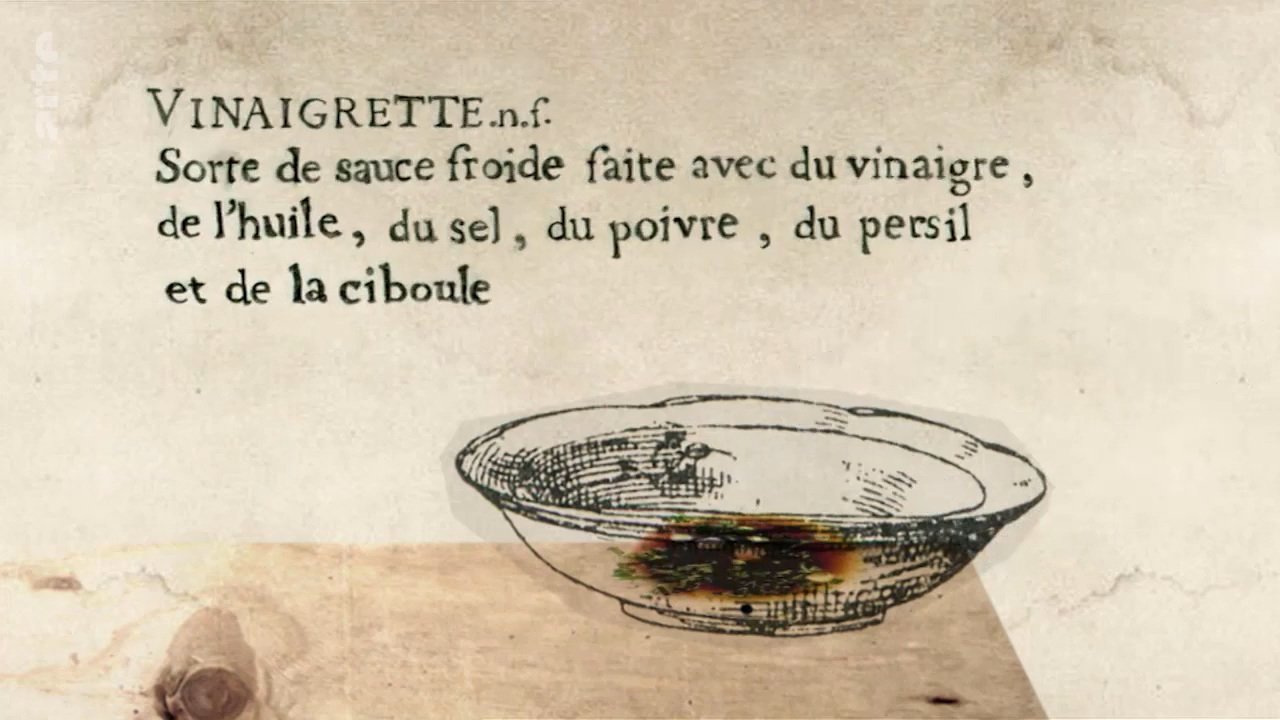 arte
VINAIGRETTE.n.f.
Sorte de sauce froide faite avec du vinaigre ,
de l'huile , du sel , du poivre , du persil
et de la ciboule